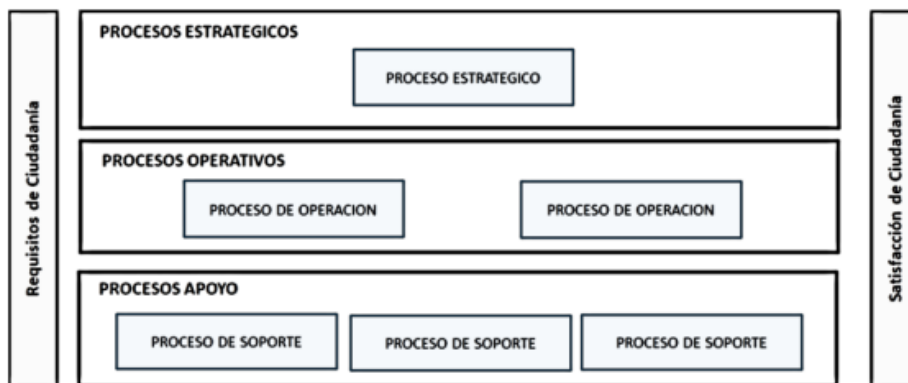 Requisitos de Ciudadanía
PROCESOS ESTRATEGICOS
PROCESO ESTRATEGICO
PROCESOS OPERATIVOS
PROCESO DE OPERACION
PROCESO DE OPERACION
PROCESOS APOYO
PROCESO DE SOPORTE
PROCESO DE SOPORTE
PROCESO DE SOPORTE
Satisfacción de Ciudadanía